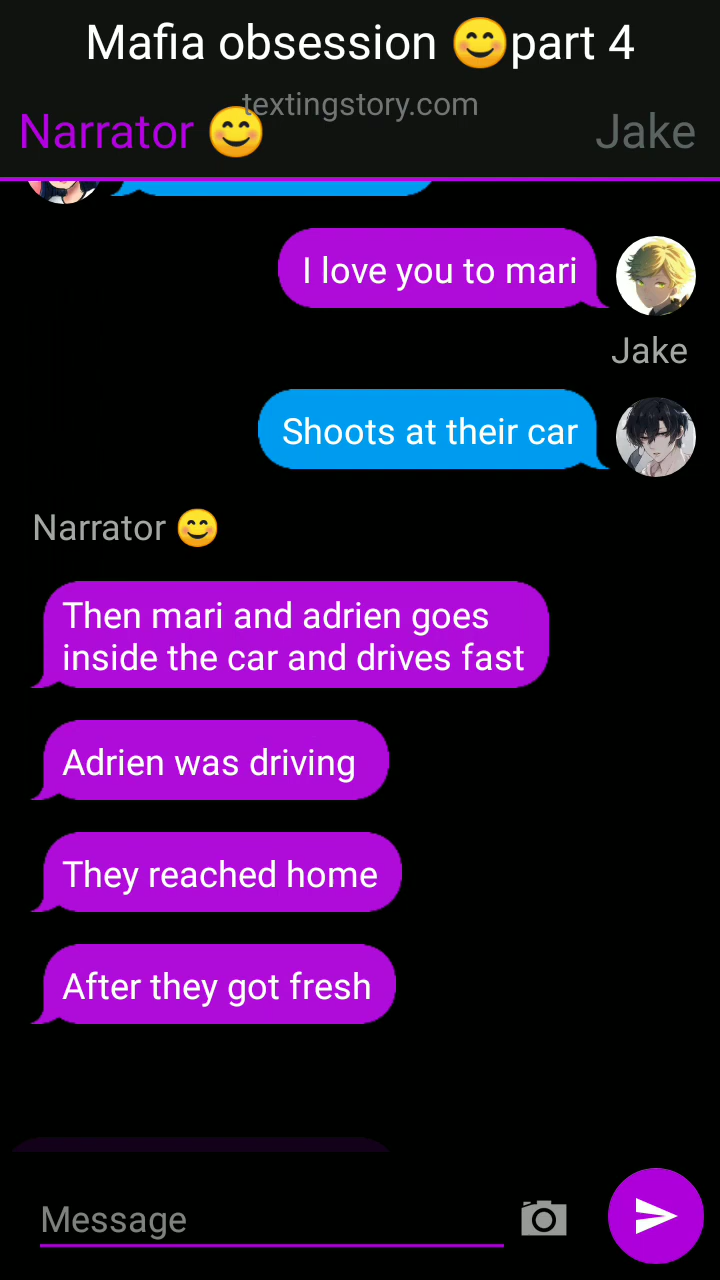 Mafia obsession 😊part 4
textingstory.com
Narrator 😊
Jake
I love you to mari
Jake
Shoots at their car
Narrator 😊
Then mari and adrien goes
inside the car and drives fast
Adrien was driving
They reached home
After they got fresh
Message